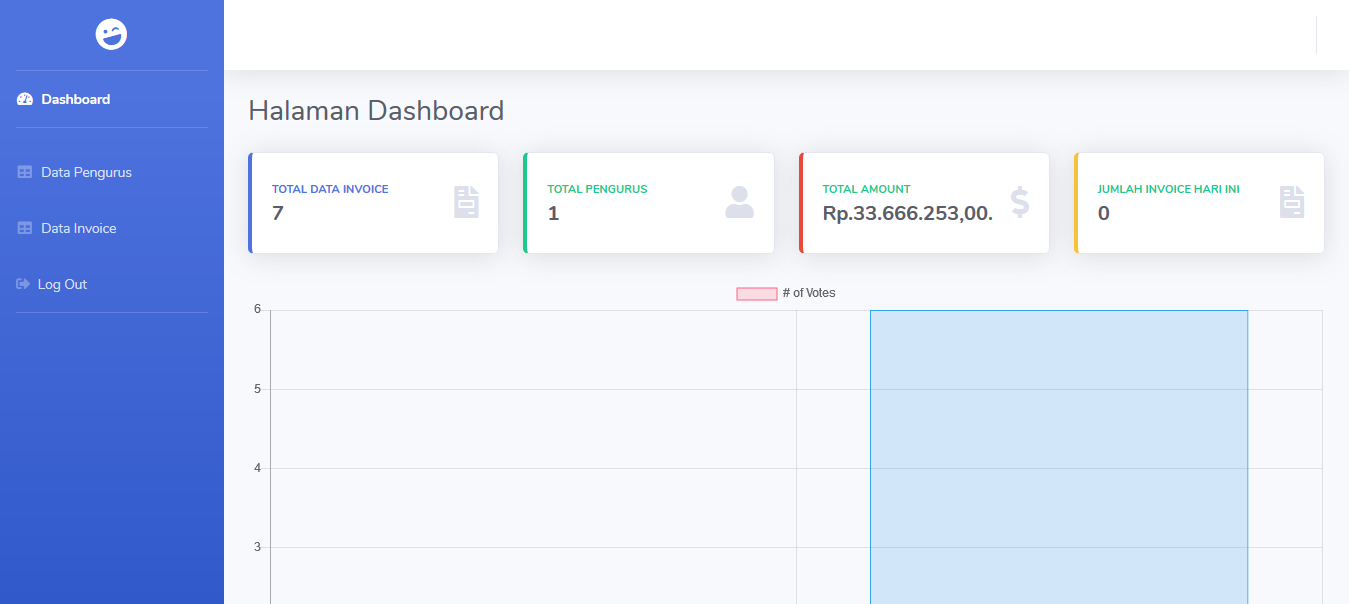 Dashboard
Data Pengurus
Data Invoice
Log Out
Halaman Dashboard
TOTAL DATA INVOICE
7
TOTAL PENGURUS
1
TOTAL AMOUNT
Rp.33.666.253,00.
JUMLAH INVOICE HARI INI
0
# of Votes
6
5
4
3